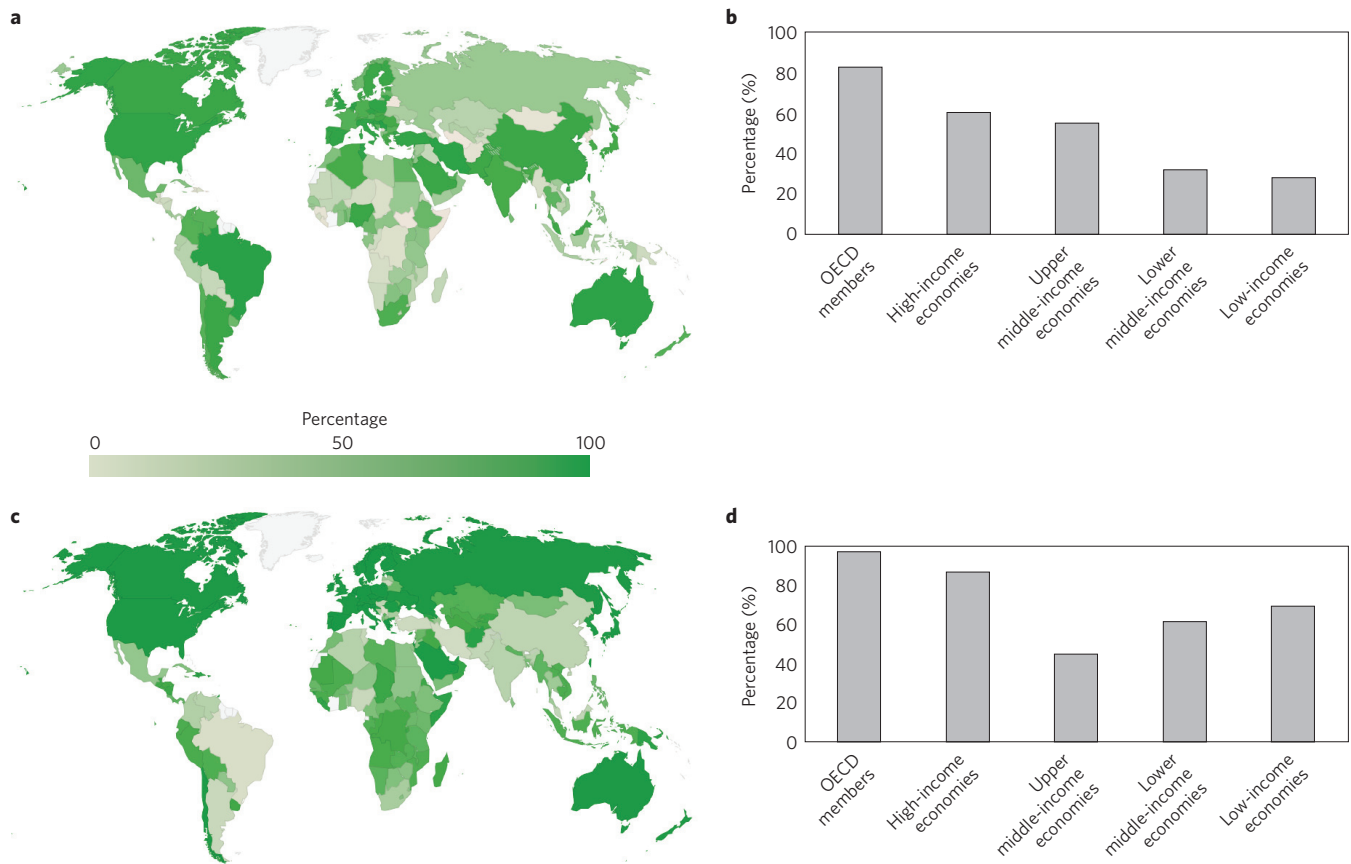 a
b
Percentage (%)
100
80
60
40
20
0
OECD
members
High-income
economies
Upper
middle-income
economies
Lower
middle-income
economies
Low-income
economies
Percentage
0
50
100
c
d
Percentage (%)
100
80
60
40
20
0
OECD
members
High-income
economies
Upper
middle-income
economies
Lower
middle-income
economies
Low-income
economies